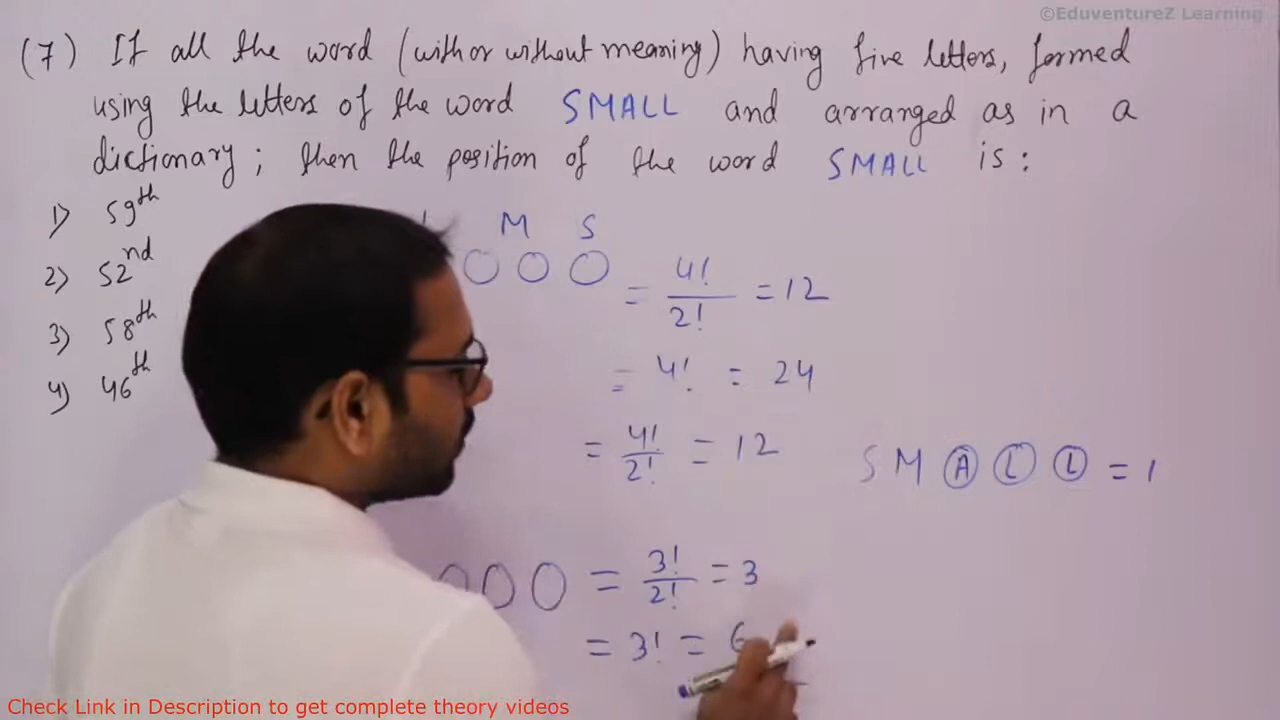 ©EduventureZ Learning
(7) If all the word (with or without meaning) having five letters, formed
using the letters of the word SMALL and arranged as in a
dictionary; then the position of the word SMALL is:
1) 59th
2) 52nd
3) 58th
4) 46th
M S
= 4!/2! = 12
= 4! = 24
= 4!/2! = 12
S M A L L = 1
= 3!/2! = 3
= 3! = 6
Check Link in Description to get complete theory videos